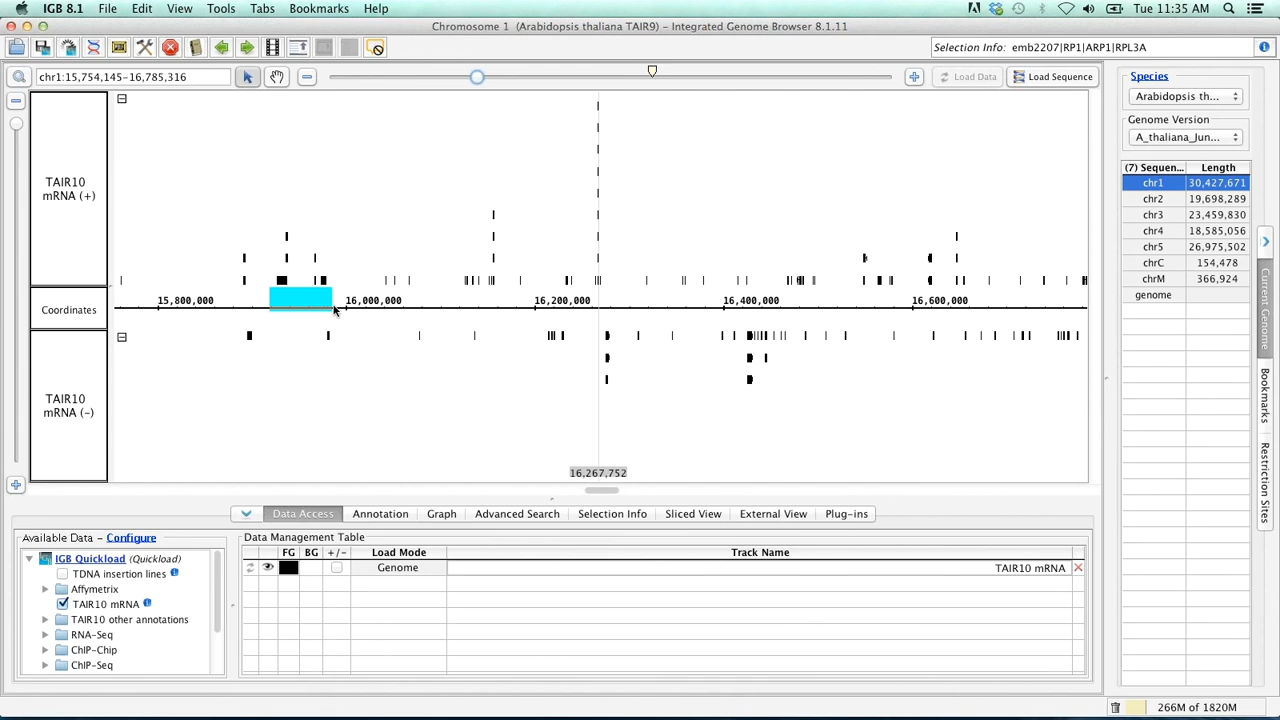 IGB 8.1 File Edit View Tools Tabs Bookmarks Help Tue 11:35 AM
Chromosome 1 (Arabidopsis thaliana TAIR9) - Integrated Genome Browser 8.1.11
Selection Info: emb2207|RP1|ARP1|RPL3A
chr1:15,754,145-16,785,316
Load Data
Load Sequence
TAIR10
mRNA (+)
Coordinates
15,800,000 16,000,000 16,200,000 16,400,000 16,600,000
TAIR10
mRNA (-)
16,267,752
Species
Arabidopsis th...
Genome Version
A_thaliana_Jun...
(7) Sequen... Length
chr1 30,427,671
chr2 19,698,289
chr3 23,459,830
chr4 18,585,056
chr5 26,975,502
chrC 154,478
chrM 366,924
genome
Current Genome
Bookmarks
Restriction Sites
Data Access Annotation Graph Advanced Search Selection Info Sliced View External View Plug-ins
Available Data - Configure
IGB Quickload (Quickload)
TDNA insertion lines
Affymetrix
TAIR10 mRNA
TAIR10 other annotations
RNA-Seq
ChIP-Chip
ChIP-Seq
Data Management Table
FG BG +/- Load Mode Track Name
Genome TAIR10 mRNA
266M of 1820M